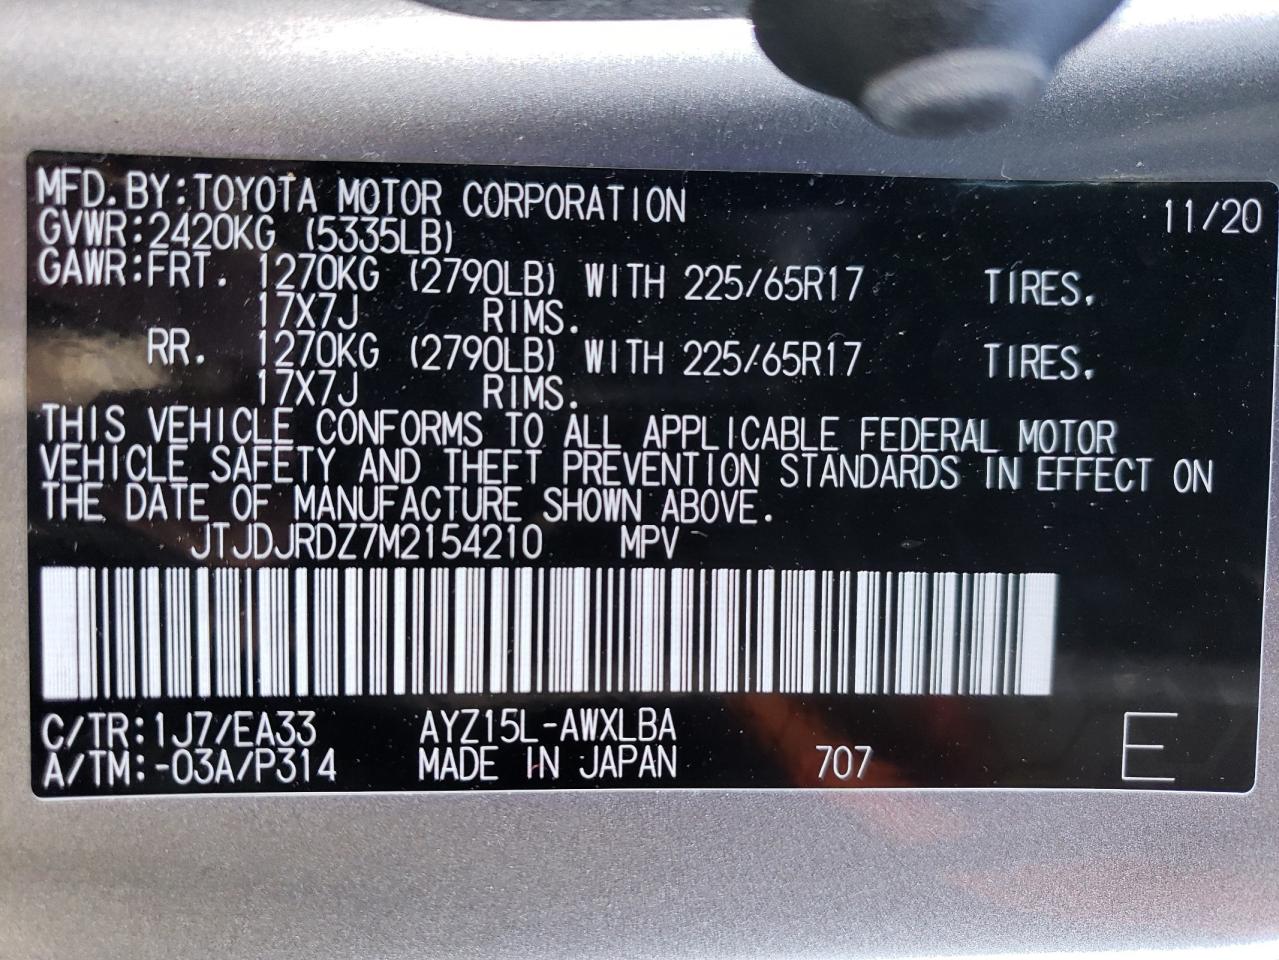 MFD.BY:TOYOTA MOTOR CORPORATION 11/20
GVWR:2420KG (5335LB)
GAWR:FRT. 1270KG (2790LB) WITH 225/65R17 TIRES.
17X7J RIMS.
RR. 1270KG (2790LB) WITH 225/65R17 TIRES.
17X7J RIMS.
THIS VEHICLE CONFORMS TO ALL APPLICABLE FEDERAL MOTOR
VEHICLE SAFETY AND THEFT PREVENTION STANDARDS IN EFFECT ON
THE DATE OF MANUFACTURE SHOWN ABOVE.
JTJDJRDZ7M2154210 MPV
C/TR:1J7/EA33 AYZ15L-AWXLBA
A/TM:-03A/P314 MADE IN JAPAN 707 E